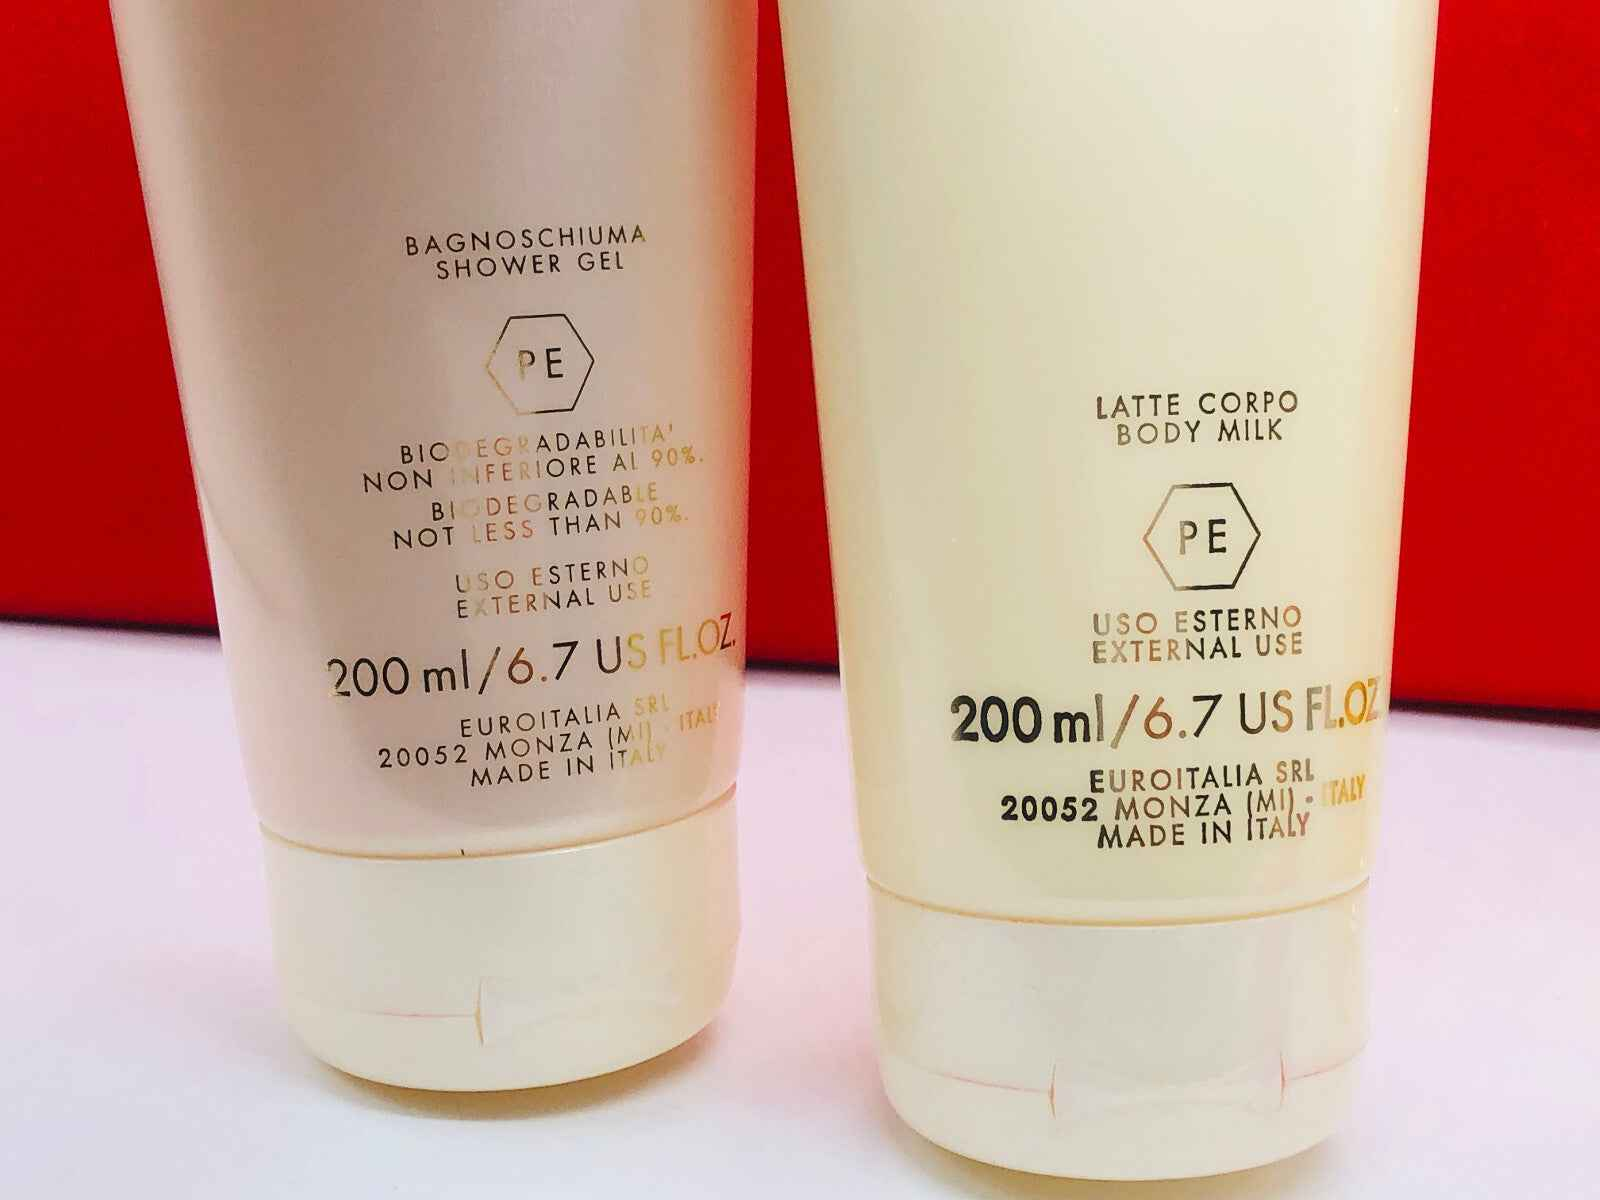 BAGNOSCHIUMA
SHOWER GEL
PE
BIODEGRADABILITA'
NON INFERIORE AL 90%.
BIODEGRADABLE
NOT LESS THAN 90%.
USO ESTERNO
EXTERNAL USE
200 ml/6.7 US FL.OZ.
EUROITALIA SRL
20052 MONZA (MI) - ITALY
MADE IN ITALY
LATTE CORPO
BODY MILK
PE
USO ESTERNO
EXTERNAL USE
200 ml/6.7 US FL.OZ
EUROITALIA SRL
20052 MONZA (MI) - ITALY
MADE IN ITALY